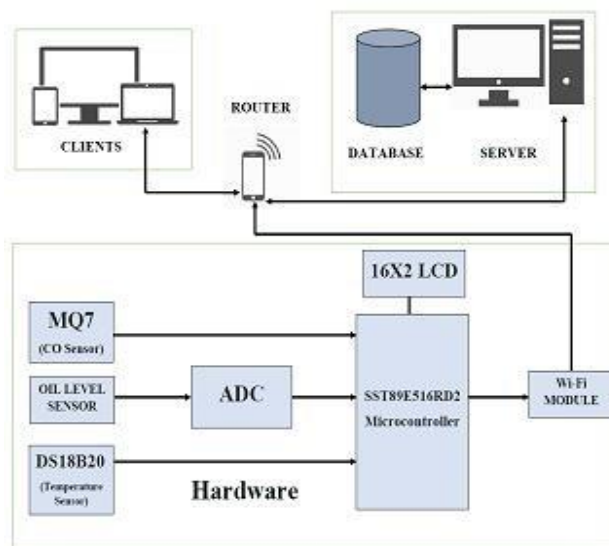 ROUTER
CLIENTS
DATABASE
SERVER
16X2 LCD
MQ7
(CO Sensor)
OIL LEVEL
SENSOR
ADC
SST89E516RD2
Microcontroller
Wi-Fi
MODULE
DS18B20
(Temperature
Sensor)
Hardware